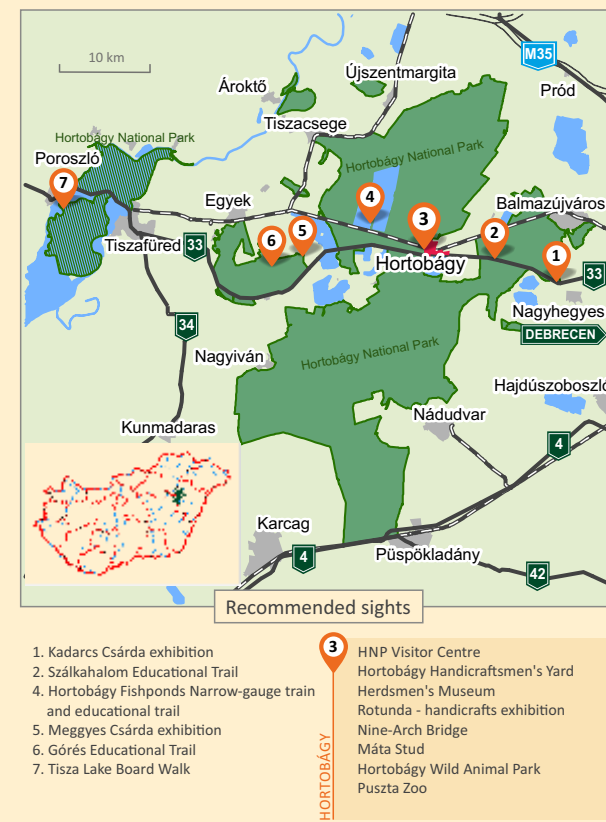 10 km
M35
Újszentmargita
Ároktő
Pród
Tiszacsege
Hortobágy National Park
Poroszló
Hortobágy National Park
7
4
Egyek
Balmazújváros
3
2
5
6
1
Tiszafüred
33
Hortobágy
33
Nagyhegyes
34
DEBRECEN
Nagyiván
Hortobágy National Park
Hajdúszoboszló
Nádudvar
Kunmadaras
4
Karcag
4
Püspökladány
42
Recommended sights
1. Kadarcs Csárda exhibition
2. Szálkahalom Educational Trail
4. Hortobágy Fishponds Narrow-gauge train
and educational trail
5. Meggyes Csárda exhibition
6. Górés Educational Trail
7. Tisza Lake Board Walk
3
HORTOBÁGY
HNP Visitor Centre
Hortobágy Handicraftsmen's Yard
Herdsmen's Museum
Rotunda - handicrafts exhibition
Nine-Arch Bridge
Máta Stud
Hortobágy Wild Animal Park
Puszta Zoo